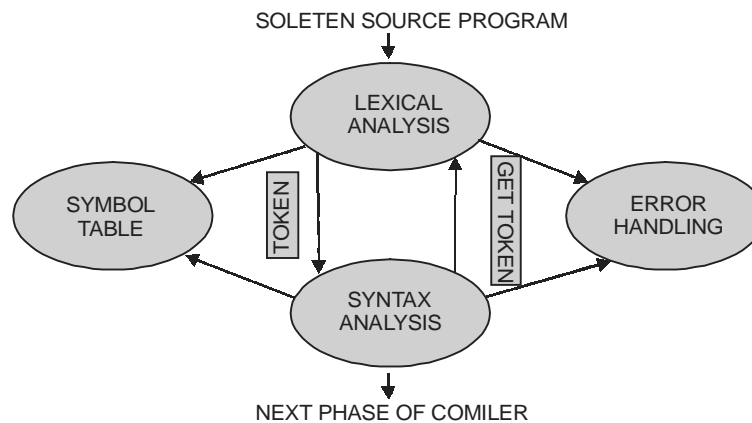 SOLETEN SOURCE PROGRAM
LEXICAL
ANALYSIS
SYMBOL
TABLE
TOKEN
GET TOKEN
ERROR
HANDLING
SYNTAX
ANALYSIS
NEXT PHASE OF COMILER